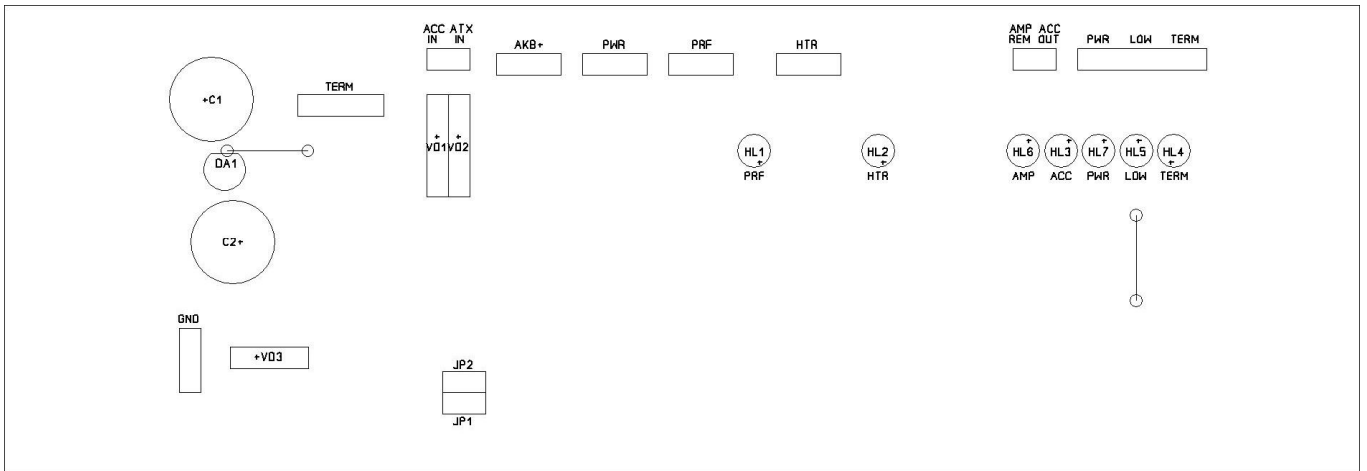 ACC ATX
IN IN
AKB+
PWR
PRF
HTR
AMP ACC
REM OUT
PWR LOW TERM
TERM
+C1
+
VD1
+
VD2
DA1
HL1
+
PRF
HL2
+
HTR
+
HL6
AMP
+
HL3
ACC
+
HL7
PWR
+
HL5
LOW
HL4
+
TERM
C2+
GND
+VD3
JP2
JP1